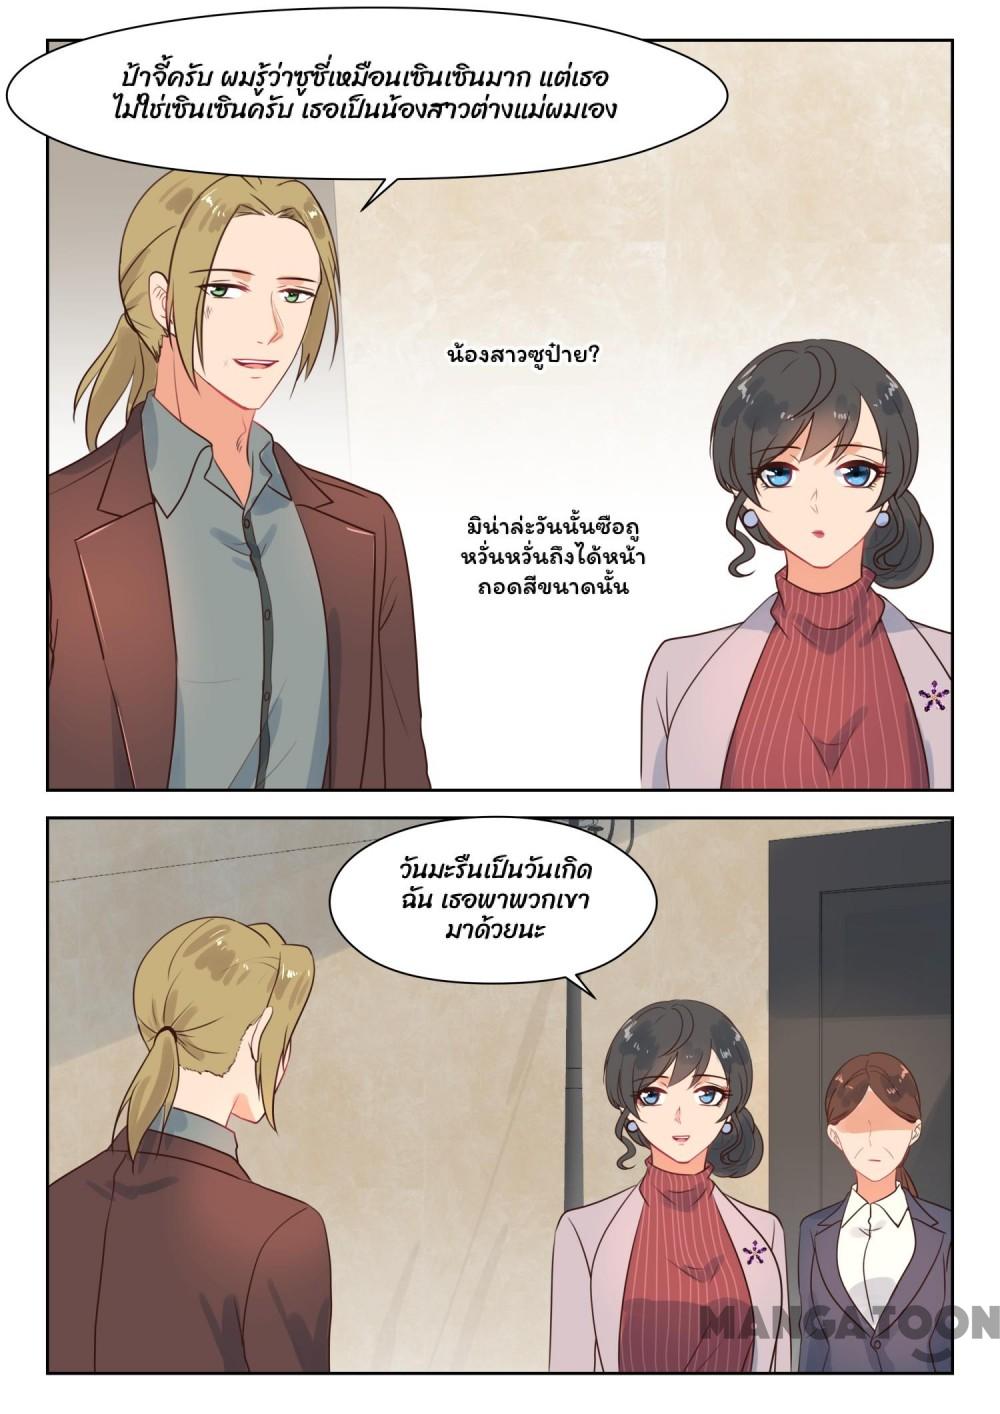 ป้าจี้ครับ ผมรู้ว่าซูซี่เหมือนเซินเซินมาก แต่เธอ
ไม่ใช่เซินเซินครับ เธอเป็นน้องสาวต่างแม่ผมเอง
น้องสาวซูป๋าย?
มิน่าล่ะวันนั้นซือถู
หวั่นหวั่นถึงได้หน้า
ถอดสีขนาดนั้น
วันมะรืนเป็นวันเกิด
ฉัน เธอพาพวกเขา
มาด้วยนะ
MANGATOON